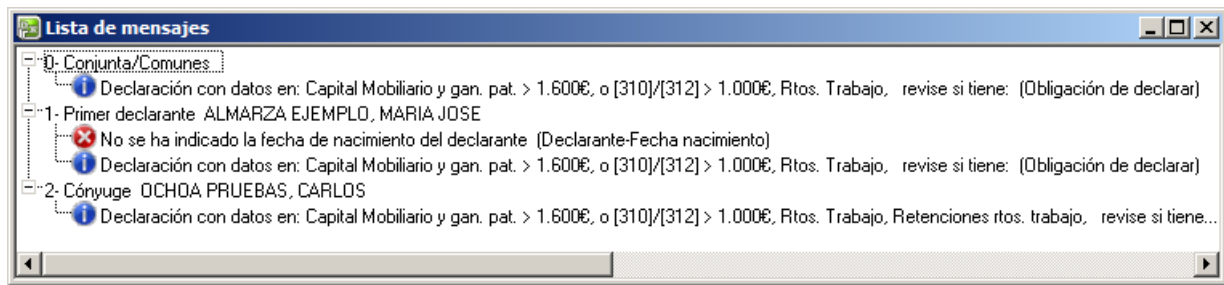 Lista de mensajes
0- Conjunta/Comunes
Declaración con datos en: Capital Mobiliario y gan. pat. > 1.600€, o [310]/[312] > 1.000€, Rtos. Trabajo,   revise si tiene:  (Obligación de declarar)
1- Primer declarante  ALMARZA EJEMPLO, MARIA JOSE
No se ha indicado la fecha de nacimiento del declarante  (Declarante-Fecha nacimiento)
Declaración con datos en: Capital Mobiliario y gan. pat. > 1.600€, o [310]/[312] > 1.000€, Rtos. Trabajo,   revise si tiene:  (Obligación de declarar)
2- Cónyuge  OCHOA PRUEBAS, CARLOS
Declaración con datos en: Capital Mobiliario y gan. pat. > 1.600€, o [310]/[312] > 1.000€, Rtos. Trabajo, Retenciones rtos. trabajo,   revise si tiene...